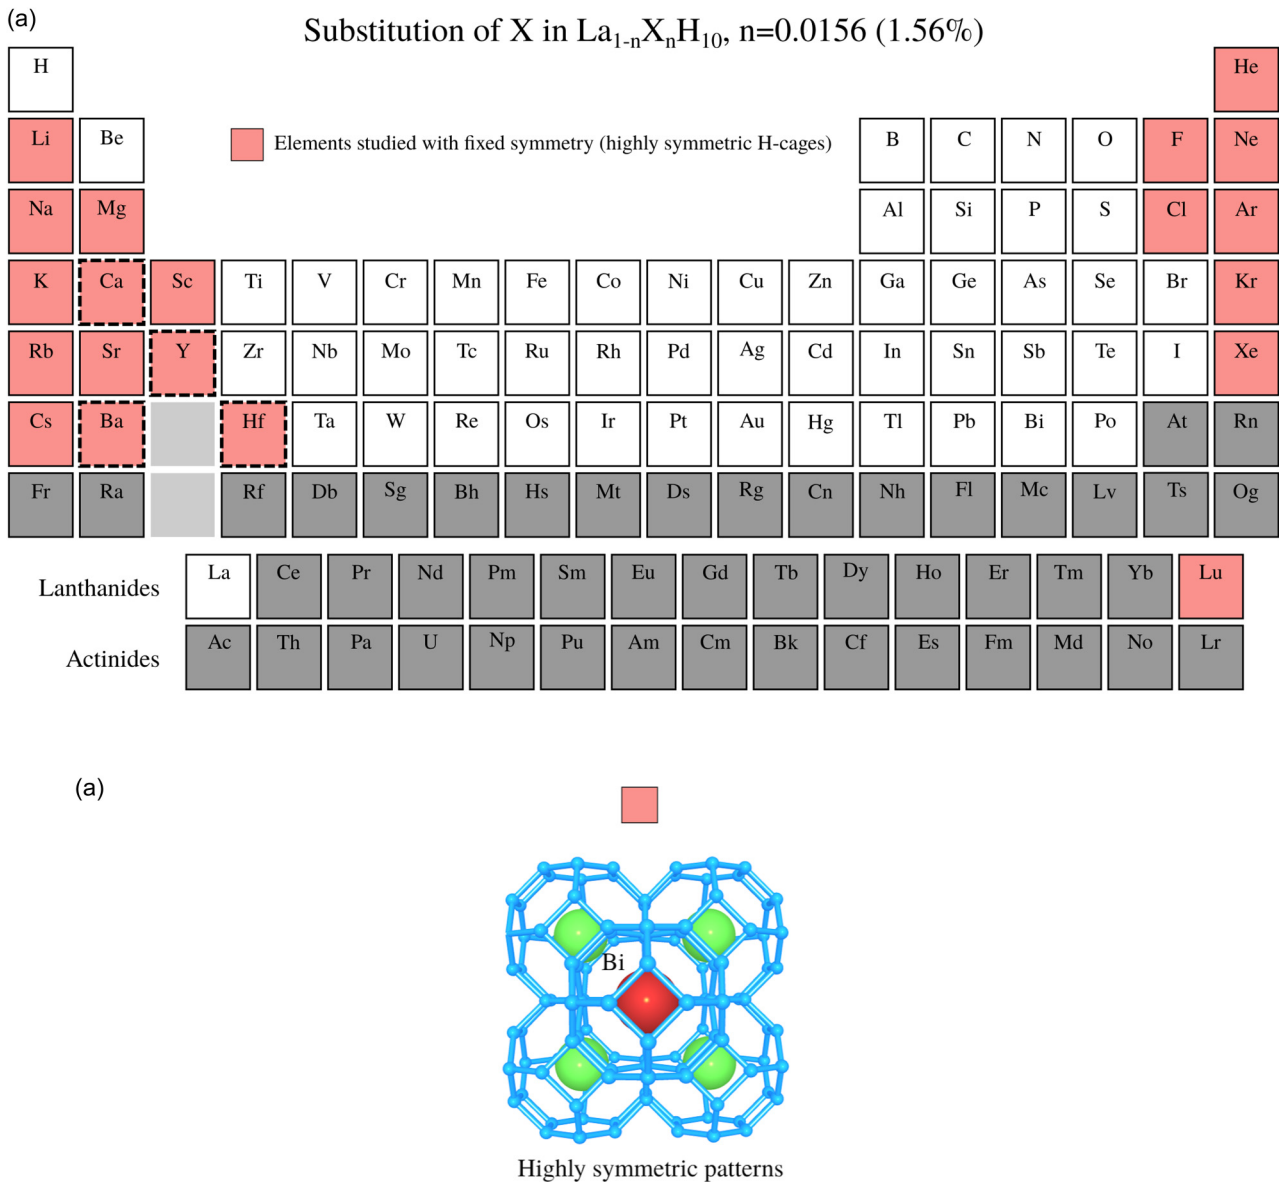 (a)
Substitution of X in La1-nXnH10, n=0.0156 (1.56%)
H He
Li Be Elements studied with fixed symmetry (highly symmetric H-cages) B C N O F Ne
Na Mg Al Si P S Cl Ar
K Ca Sc Ti V Cr Mn Fe Co Ni Cu Zn Ga Ge As Se Br Kr
Rb Sr Y Zr Nb Mo Tc Ru Rh Pd Ag Cd In Sn Sb Te I Xe
Cs Ba Hf Ta W Re Os Ir Pt Au Hg Tl Pb Bi Po At Rn
Fr Ra Rf Db Sg Bh Hs Mt Ds Rg Cn Nh Fl Mc Lv Ts Og
Lanthanides La Ce Pr Nd Pm Sm Eu Gd Tb Dy Ho Er Tm Yb Lu
Actinides Ac Th Pa U Np Pu Am Cm Bk Cf Es Fm Md No Lr
(a)
Bi
Highly symmetric patterns